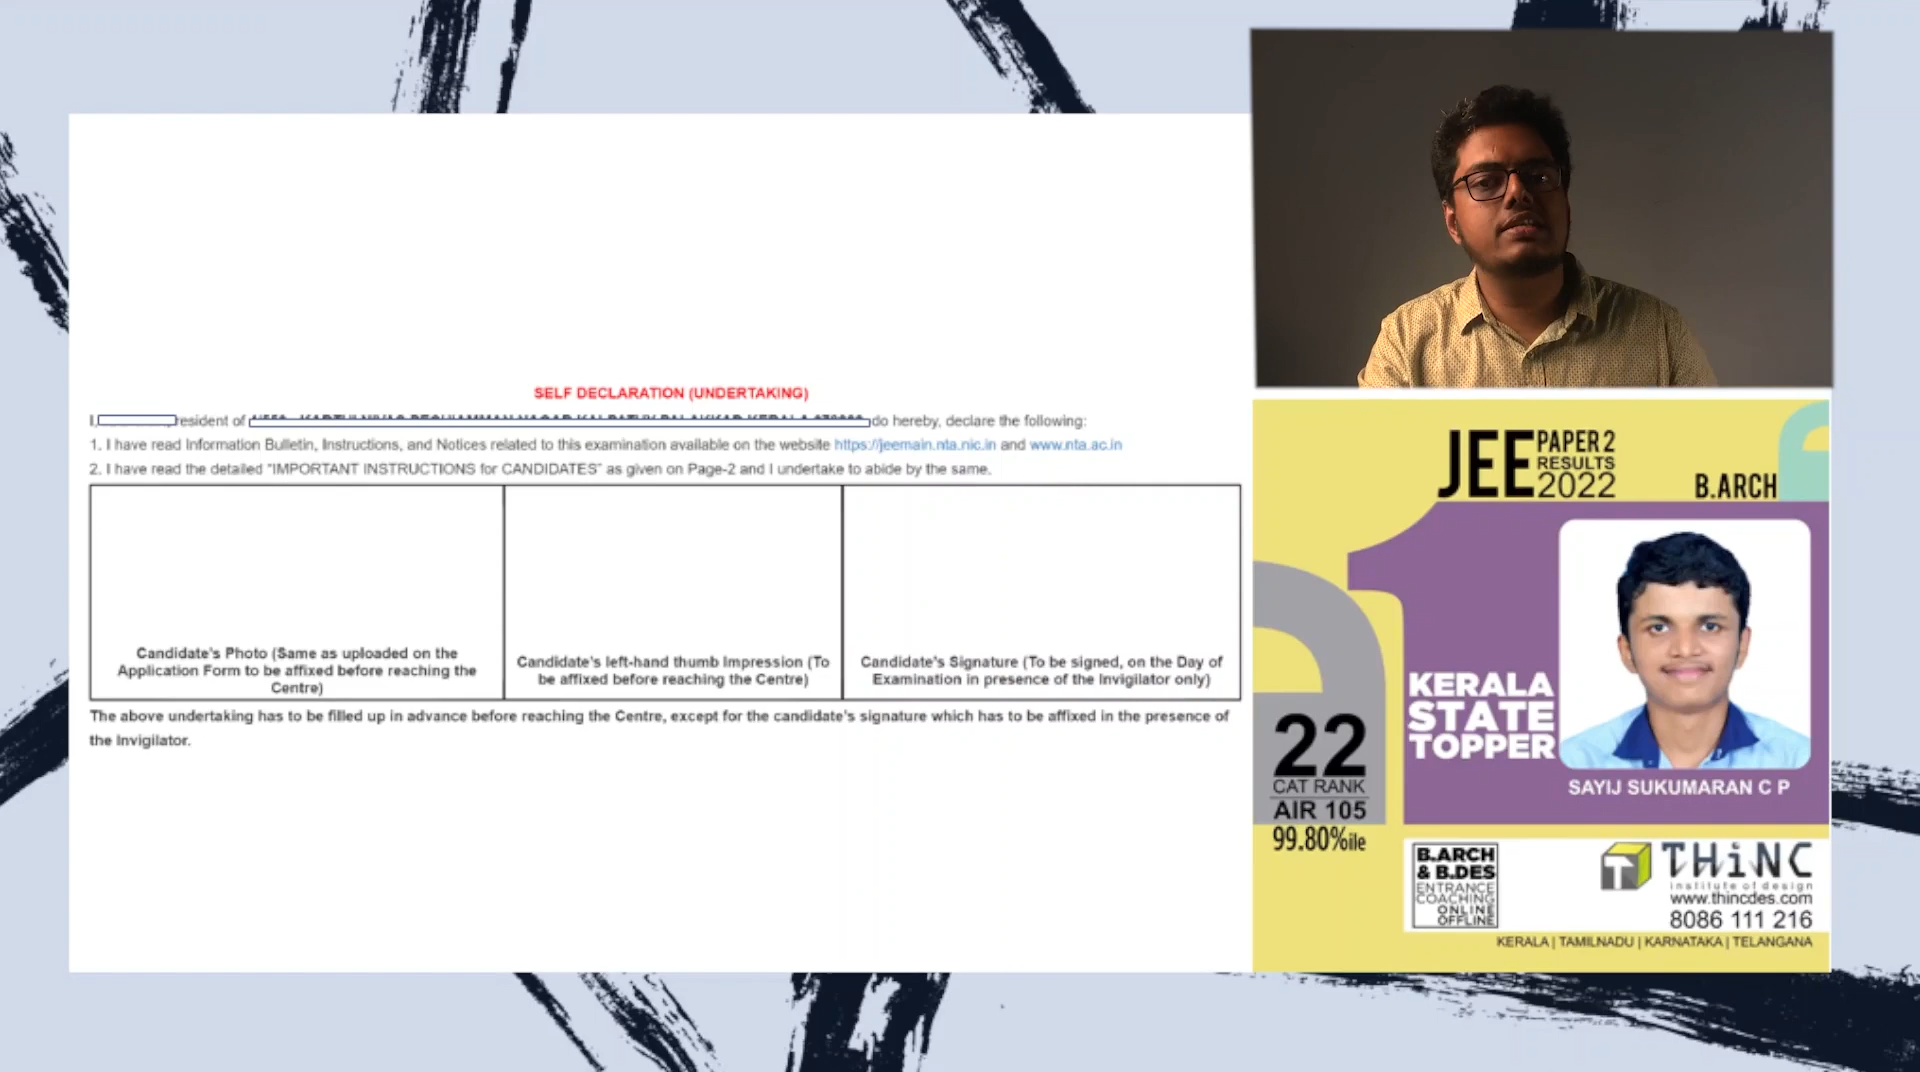 SELF DECLARATION (UNDERTAKING)
I, resident of do hereby, declare the following:
1. I have read Information Bulletin, Instructions, and Notices related to this examination available on the website https://jeemain.nta.nic.in and www.nta.ac.in
2. I have read the detailed "IMPORTANT INSTRUCTIONS for CANDIDATES" as given on Page-2 and I undertake to abide by the same.
Candidate's Photo (Same as uploaded on the
Application Form to be affixed before reaching the
Centre)
Candidate's left-hand thumb Impression (To
be affixed before reaching the Centre)
Candidate's Signature (To be signed, on the Day of
Examination in presence of the Invigilator only)
The above undertaking has to be filled up in advance before reaching the Centre, except for the candidate's signature which has to be affixed in the presence of
the Invigilator.
JEE PAPER 2
RESULTS
2022
B.ARCH
1
KERALA
STATE
TOPPER
SAYIJ SUKUMARAN C P
22
CAT RANK
AIR 105
99.80%ile
B.ARCH
& B.DES
ENTRANCE
COACHING
ONLINE
OFFLINE
T THiNC
institute of design
www.thincdes.com
8086 111 216
KERALA | TAMILNADU | KARNATAKA | TELANGANA